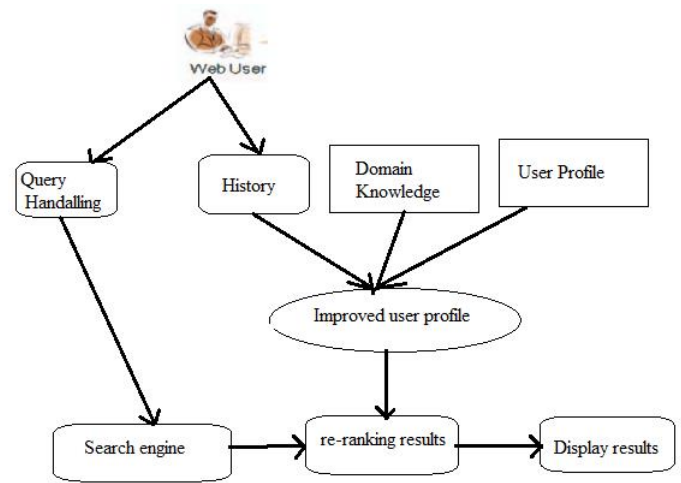 Web User
Query
Handalling
History
Domain
Knowledge
User Profile
Improved user profile
Search engine
re-ranking results
Display results